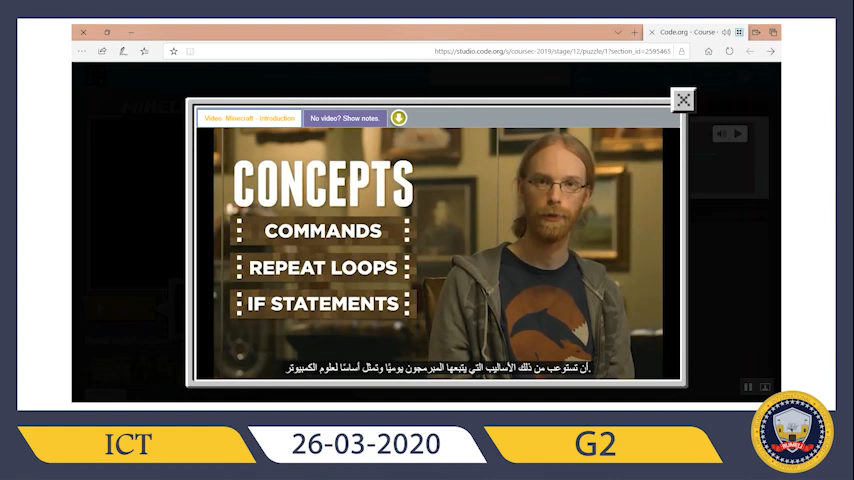 Code.org - Course
https://studio.code.org/s/coursec-2019/stage/12/puzzle/1?section_id=2595465
Video: Minecraft - Introduction
No video? Show notes.
CONCEPTS
COMMANDS
REPEAT LOOPS
IF STATEMENTS
أن تستوعب من ذلك الأساليب التي يتبعها المبرمجون يوميًا وتمثل أساسًا لعلوم الكمبيوتر.
ICT
26-03-2020
G2
RUMELI